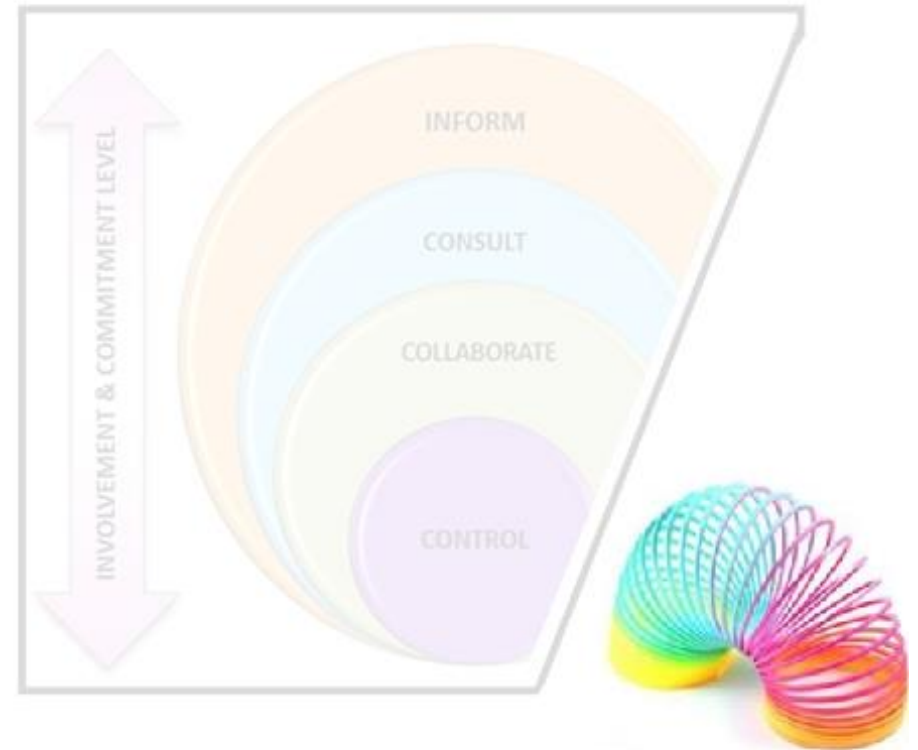 INVOLVEMENT & COMMITMENT LEVEL
INFORM
CONSULT
COLLABORATE
CONTROL